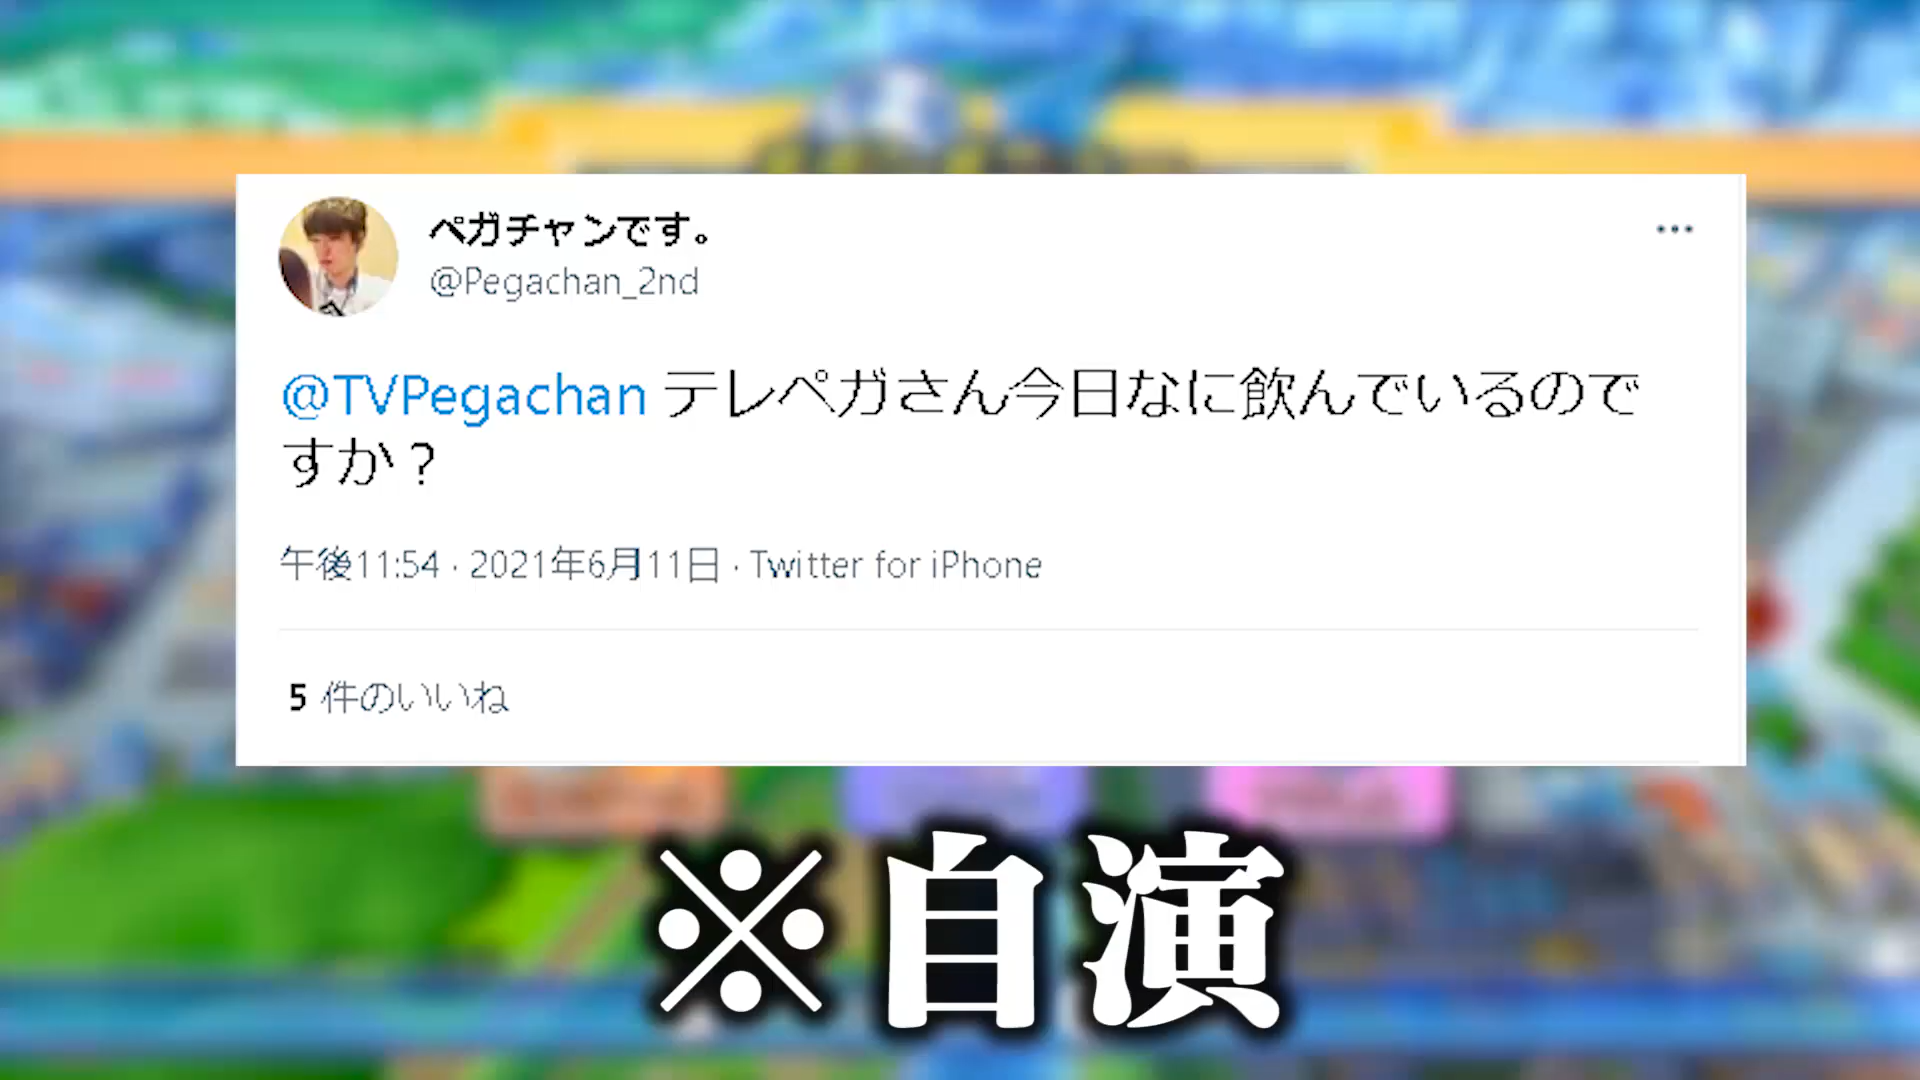 ペガチャンです。
@Pegachan_2nd
@TVPegachan テレペガさん今日なに飲んでいるので
すか？
午後11:54 · 2021年6月11日 · Twitter for iPhone
5 件のいいね
※自演